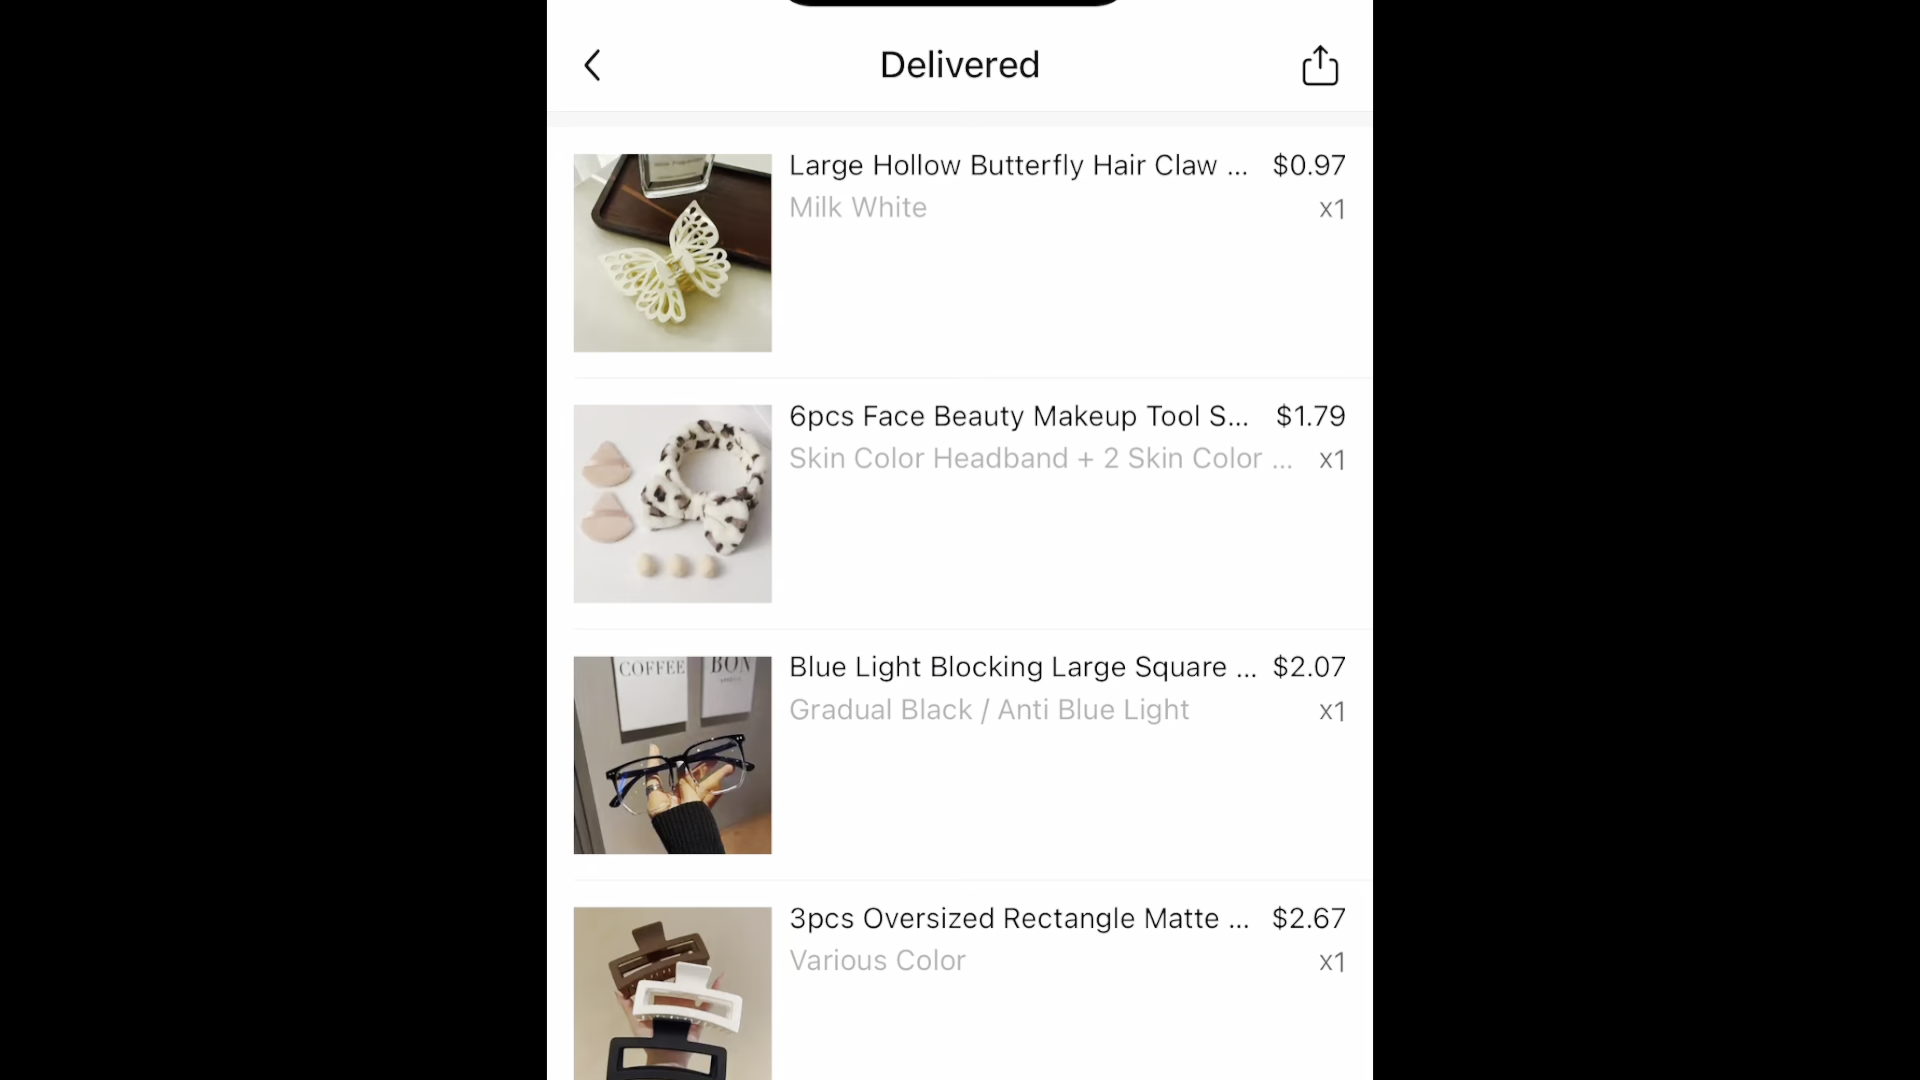 Delivered
Large Hollow Butterfly Hair Claw ... $0.97
Milk White x1
6pcs Face Beauty Makeup Tool S... $1.79
Skin Color Headband + 2 Skin Color ... x1
COFFEE BON
Blue Light Blocking Large Square ... $2.07
Gradual Black / Anti Blue Light x1
3pcs Oversized Rectangle Matte ... $2.67
Various Color x1